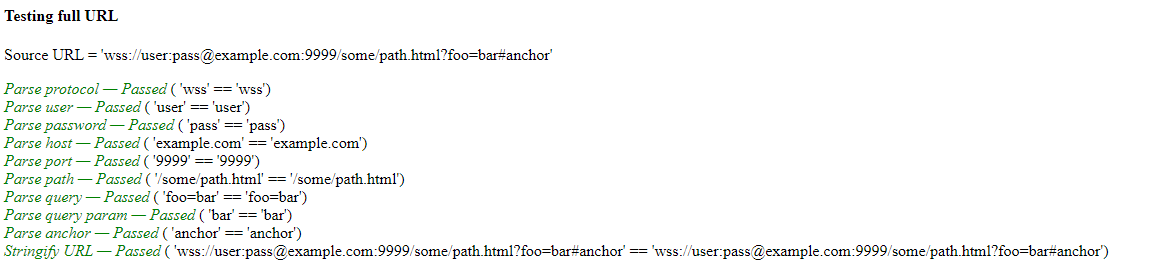 Testing full URL
Source URL = 'wss://user:pass@example.com:9999/some/path.html?foo=bar#anchor'
Parse protocol — Passed ( 'wss' == 'wss')
Parse user — Passed ( 'user' == 'user')
Parse password — Passed ( 'pass' == 'pass')
Parse host — Passed ( 'example.com' == 'example.com')
Parse port — Passed ( '9999' == '9999')
Parse path — Passed ( '/some/path.html' == '/some/path.html')
Parse query — Passed ( 'foo=bar' == 'foo=bar')
Parse query param — Passed ( 'bar' == 'bar')
Parse anchor — Passed ( 'anchor' == 'anchor')
Stringify URL — Passed ( 'wss://user:pass@example.com:9999/some/path.html?foo=bar#anchor' == 'wss://user:pass@example.com:9999/some/path.html?foo=bar#anchor')